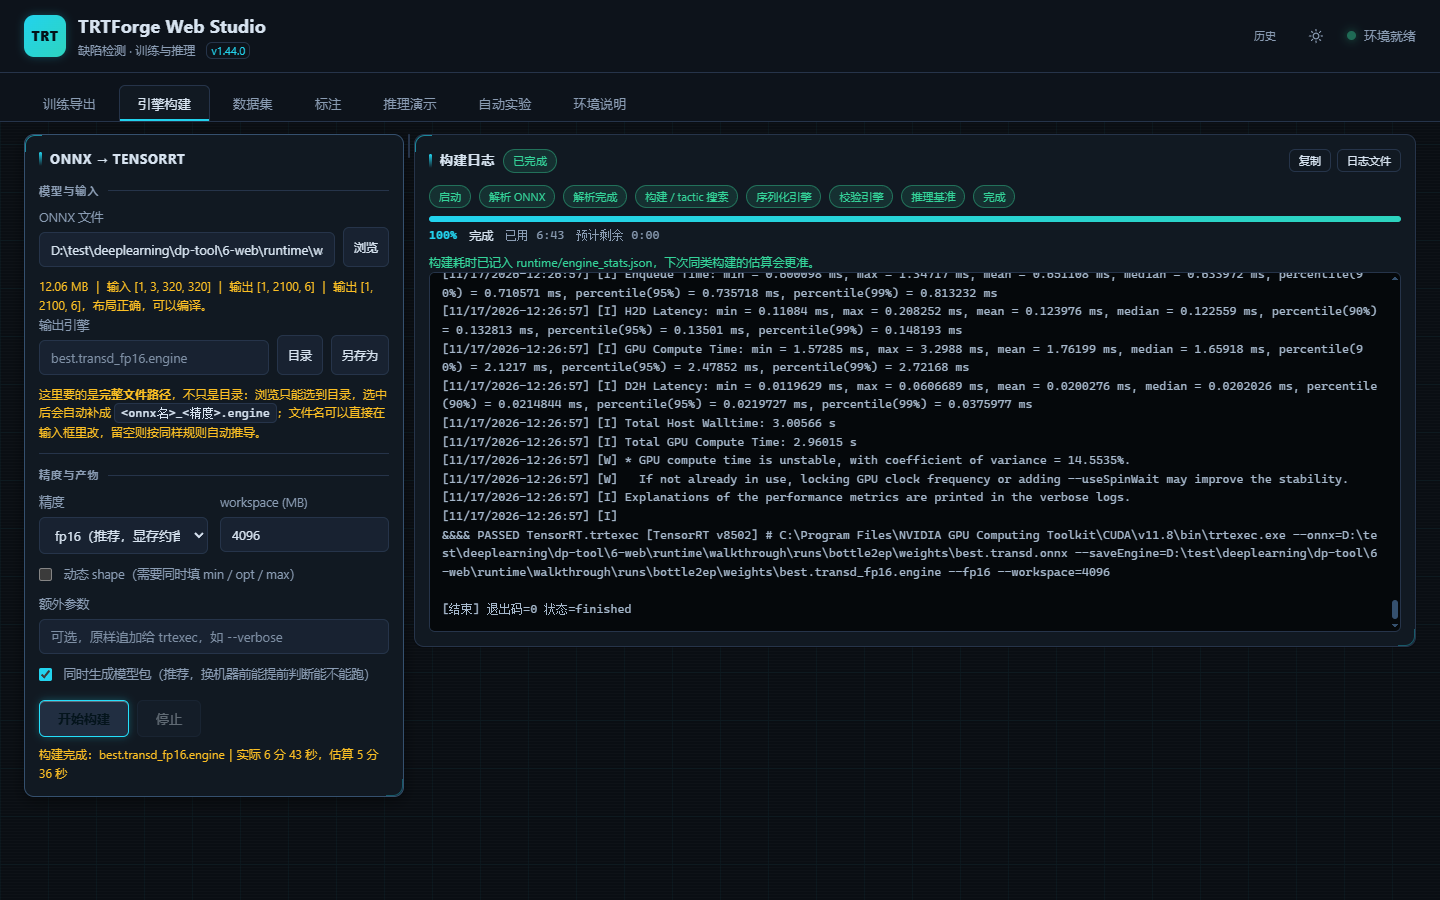 TRT
TRTForge Web Studio
缺陷检测 · 训练与推理 v1.44.0
历史
环境就绪
训练导出 引擎构建 数据集 标注 推理演示 自动实验 环境说明
ONNX → TENSORRT
模型与输入
ONNX 文件
D:\test\deeplearning\dp-tool\6-web\runtime\w
浏览
12.06 MB | 输入 [1, 3, 320, 320] | 输出 [1, 2100, 6] | 输出 [1,
2100, 6]，布局正确，可以编译。
输出引擎
best.transd_fp16.engine
目录
另存为
这里要的是完整文件路径，不只是目录：浏览只能选到目录，选中
后会自动补成 <onnx名>_<精度>.engine ；文件名可以直接在
输入框里改，留空则按同样规则自动推导。
精度与产物
精度
workspace (MB)
fp16（推荐，显存约省
4096
动态 shape（需要同时填 min / opt / max）
额外参数
可选，原样追加给 trtexec，如 --verbose
同时生成模型包（推荐，换机器前能提前判断能不能跑）
开始构建
停止
构建完成：best.transd_fp16.engine | 实际 6 分 43 秒，估算 5 分
36 秒
构建日志 已完成
复制
日志文件
启动 解析 ONNX 解析完成 构建 / tactic 搜索 序列化引擎 校验引擎 推理基准 完成
100% 完成 已用 6:43 预计剩余 0:00
构建耗时已记入 runtime/engine_stats.json，下次同类构建的估算会更准。
[11/17/2026-12:26:57] [I] Enqueue Time: min = 0.600098 ms, max = 1.34717 ms, mean = 0.651108 ms, median = 0.633972 ms, percentile(9
0%) = 0.710571 ms, percentile(95%) = 0.735718 ms, percentile(99%) = 0.813232 ms
[11/17/2026-12:26:57] [I] H2D Latency: min = 0.11084 ms, max = 0.208252 ms, mean = 0.123976 ms, median = 0.122559 ms, percentile(90%)
= 0.132813 ms, percentile(95%) = 0.13501 ms, percentile(99%) = 0.148193 ms
[11/17/2026-12:26:57] [I] GPU Compute Time: min = 1.57285 ms, max = 3.2988 ms, mean = 1.76199 ms, median = 1.65918 ms, percentile(9
0%) = 2.1217 ms, percentile(95%) = 2.47852 ms, percentile(99%) = 2.72168 ms
[11/17/2026-12:26:57] [I] D2H Latency: min = 0.0119629 ms, max = 0.0606689 ms, mean = 0.0200276 ms, median = 0.0202026 ms, percentile
(90%) = 0.0214844 ms, percentile(95%) = 0.0219727 ms, percentile(99%) = 0.0375977 ms
[11/17/2026-12:26:57] [I] Total Host Walltime: 3.00566 s
[11/17/2026-12:26:57] [I] Total GPU Compute Time: 2.96015 s
[11/17/2026-12:26:57] [W] * GPU compute time is unstable, with coefficient of variance = 14.5535%.
[11/17/2026-12:26:57] [W]   If not already in use, locking GPU clock frequency or adding --useSpinWait may improve the stability.
[11/17/2026-12:26:57] [I] Explanations of the performance metrics are printed in the verbose logs.
[11/17/2026-12:26:57] [I]
&&&& PASSED TensorRT.trtexec [TensorRT v8502] # C:\Program Files\NVIDIA GPU Computing Toolkit\CUDA\v11.8\bin\trtexec.exe --onnx=D:\te
st\deeplearning\dp-tool\6-web\runtime\walkthrough\runs\bottle2ep\weights\best.transd.onnx --saveEngine=D:\test\deeplearning\dp-tool\6
-web\runtime\walkthrough\runs\bottle2ep\weights\best.transd_fp16.engine --fp16 --workspace=4096
[结束] 退出码=0 状态=finished